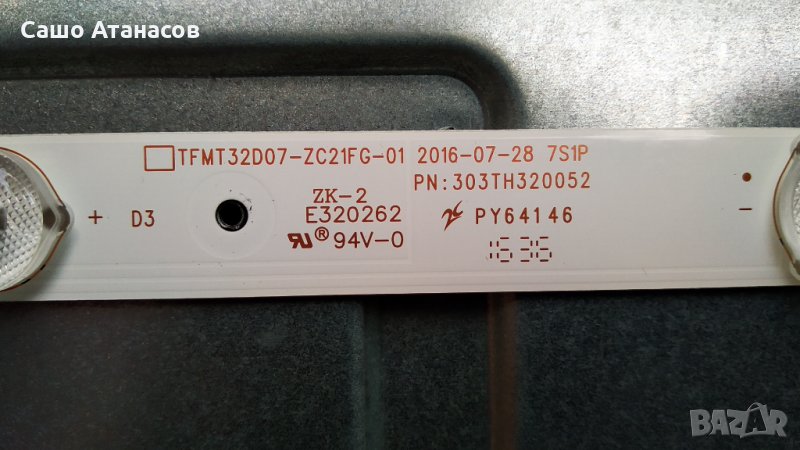 Сашо Атанасов
TFMT32D07-ZC21FG-01 2016-07-28 7S1P
PN:303TH320052
ZK-2
+ D3
E320262
PY64146
-
®94V-0
1636
BAZAR